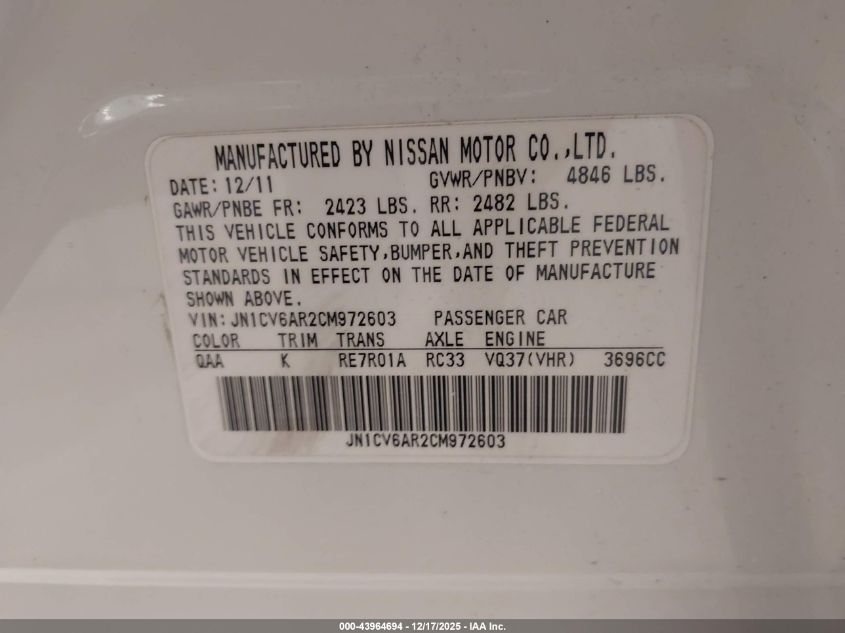 MANUFACTURED BY NISSAN MOTOR CO.,LTD.
DATE: 12/11 GVWR/PNBV: 4846 LBS.
GAWR/PNBE FR: 2423 LBS. RR: 2482 LBS.
THIS VEHICLE CONFORMS TO ALL APPLICABLE FEDERAL
MOTOR VEHICLE SAFETY,BUMPER,AND THEFT PREVENTION
STANDARDS IN EFFECT ON THE DATE OF MANUFACTURE
SHOWN ABOVE.
VIN:JN1CV6AR2CM972603 PASSENGER CAR
COLOR TRIM TRANS AXLE ENGINE
QAA K RE7R01A RC33 VQ37(VHR) 3696CC
JN1CV6AR2CM972603
000-43964694 - 12/17/2025 - IAA Inc.